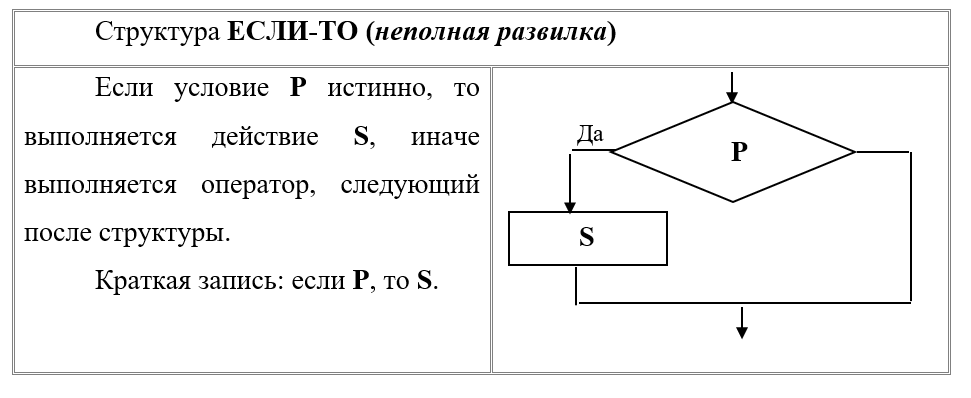 Структура ЕСЛИ-ТО (неполная развилка)
Если условие P истинно, то
выполняется действие S, иначе
выполняется оператор, следующий
после структуры.
Краткая запись: если P, то S.
Да
P
S